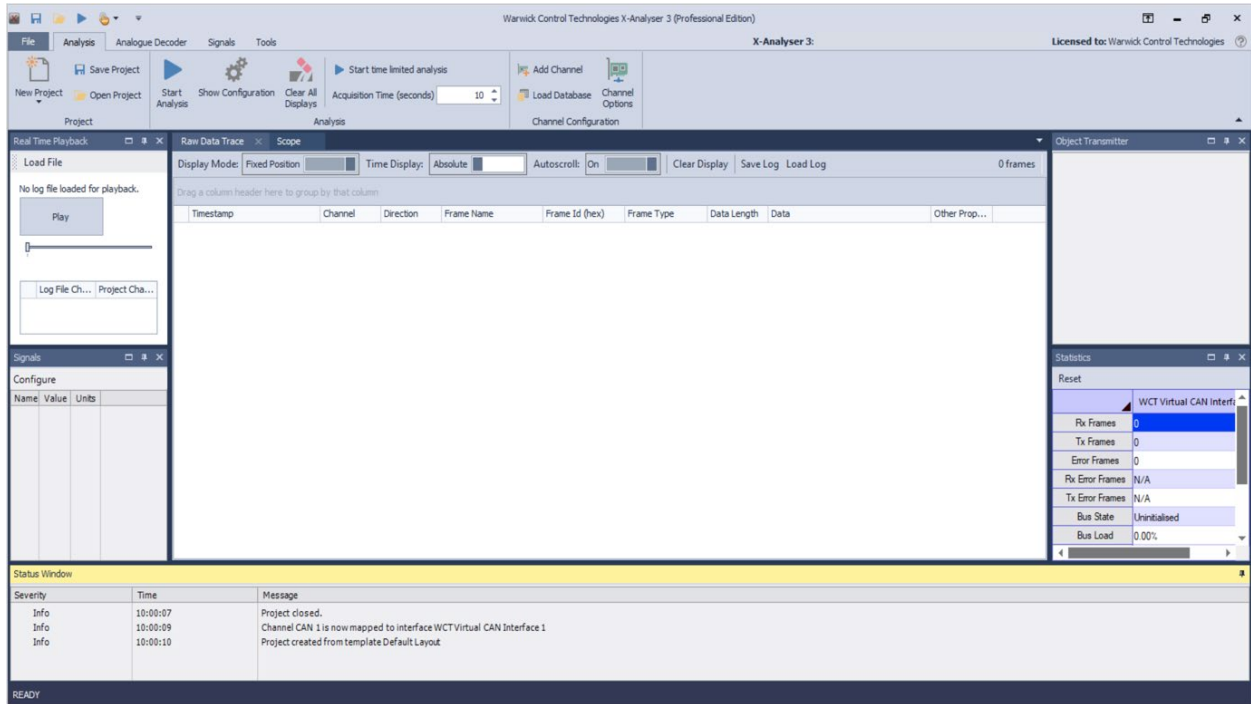 Warwick Control Technologies X-Analyser 3 (Professional Edition)
File Analysis Analogue Decoder Signals Tools X-Analyser 3: Licensed to: Warwick Control Technologies
New Project
Save Project
Open Project
Project
Start Analysis
Show Configuration
Clear All Displays
Start time limited analysis
Acquisition Time (seconds) 10
Analysis
Add Channel
Load Database
Channel Options
Channel Configuration
Real Time Playback
Load File
No log file loaded for playback.
Play
Log File Ch... Project Cha...
Signals
Configure
Name Value Units
Raw Data Trace Scope
Display Mode: Fixed Position Time Display: Absolute Autoscroll: On Clear Display Save Log Load Log 0 frames
Drag a column header here to group by that column
Timestamp Channel Direction Frame Name Frame Id (hex) Frame Type Data Length Data Other Prop...
Object Transmitter
Statistics
Reset
WCT Virtual CAN Interfa
Rx Frames 0
Tx Frames 0
Error Frames 0
Rx Error Frames N/A
Tx Error Frames N/A
Bus State Uninitialised
Bus Load 0.00%
Status Window
Severity Time Message
Info 10:00:07 Project closed.
Info 10:00:09 Channel CAN 1 is now mapped to interface WCT Virtual CAN Interface 1
Info 10:00:10 Project created from template Default Layout
READY